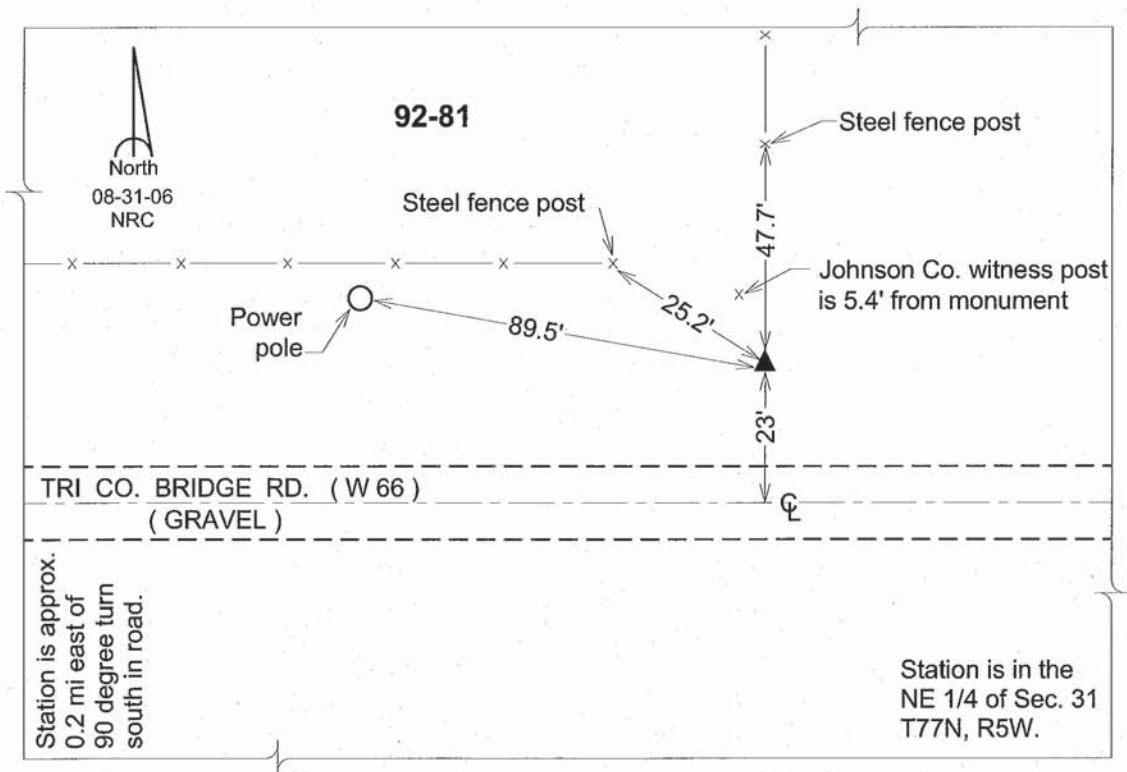 92-81
North
08-31-06
NRC
Steel fence post
Steel fence post
47.7'
Johnson Co. witness post
is 5.4' from monument
Power
pole
25.2'
89.5'
23'
TRI CO. BRIDGE RD. ( W 66 )
( GRAVEL )
CL
Station is approx.
0.2 mi east of
90 degree turn
south in road.
Station is in the
NE 1/4 of Sec. 31
T77N, R5W.